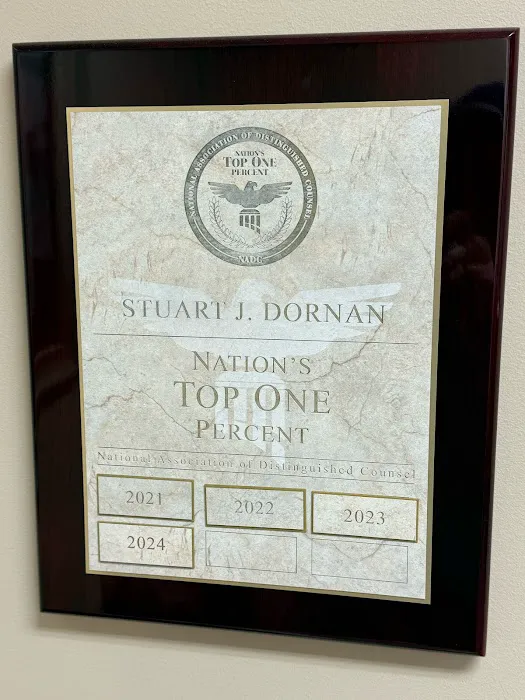 NATIONAL ASSOCIATION OF DISTINGUISHED COUNSEL
NATION'S
TOP ONE
PERCENT
NADC
STUART J. DORNAN
NATION'S
TOP ONE
PERCENT
National Association of Distinguished Counsel
2021
2022
2023
2024